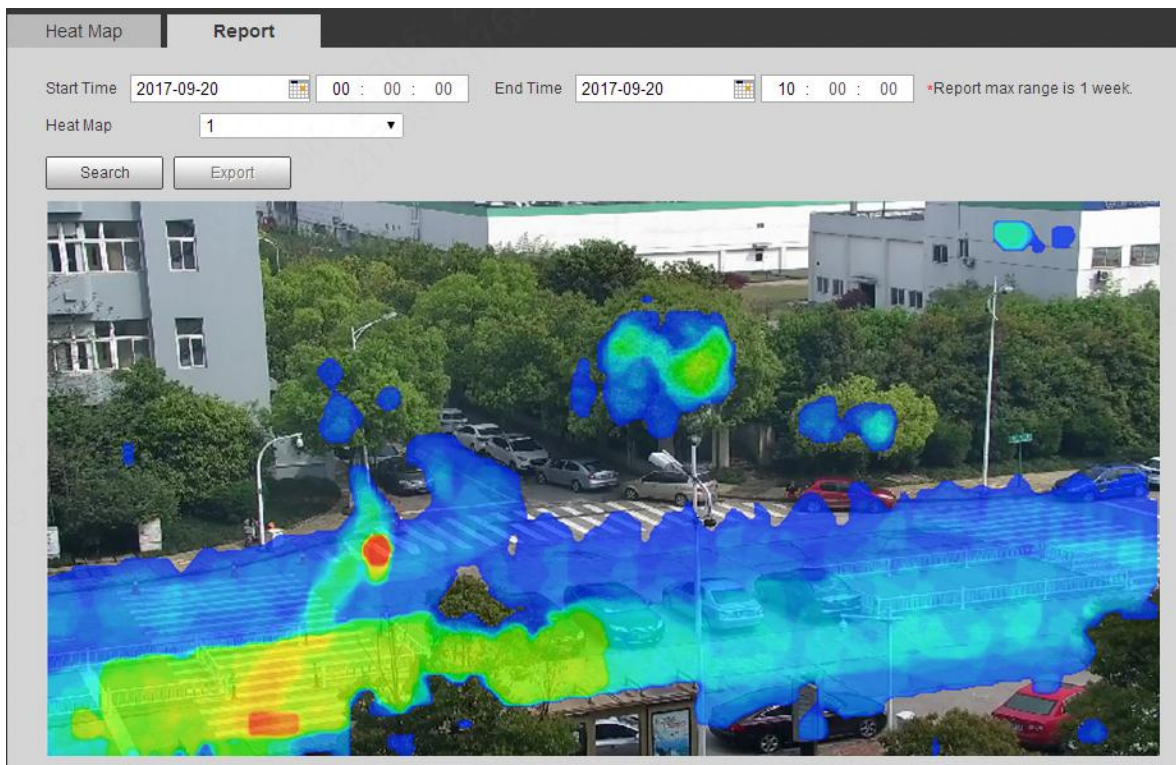 Heat Map Report
Start Time 2017-09-20 00 : 00 : 00 End Time 2017-09-20 10 : 00 : 00 *Report max range is 1 week.
Heat Map 1
Search Export